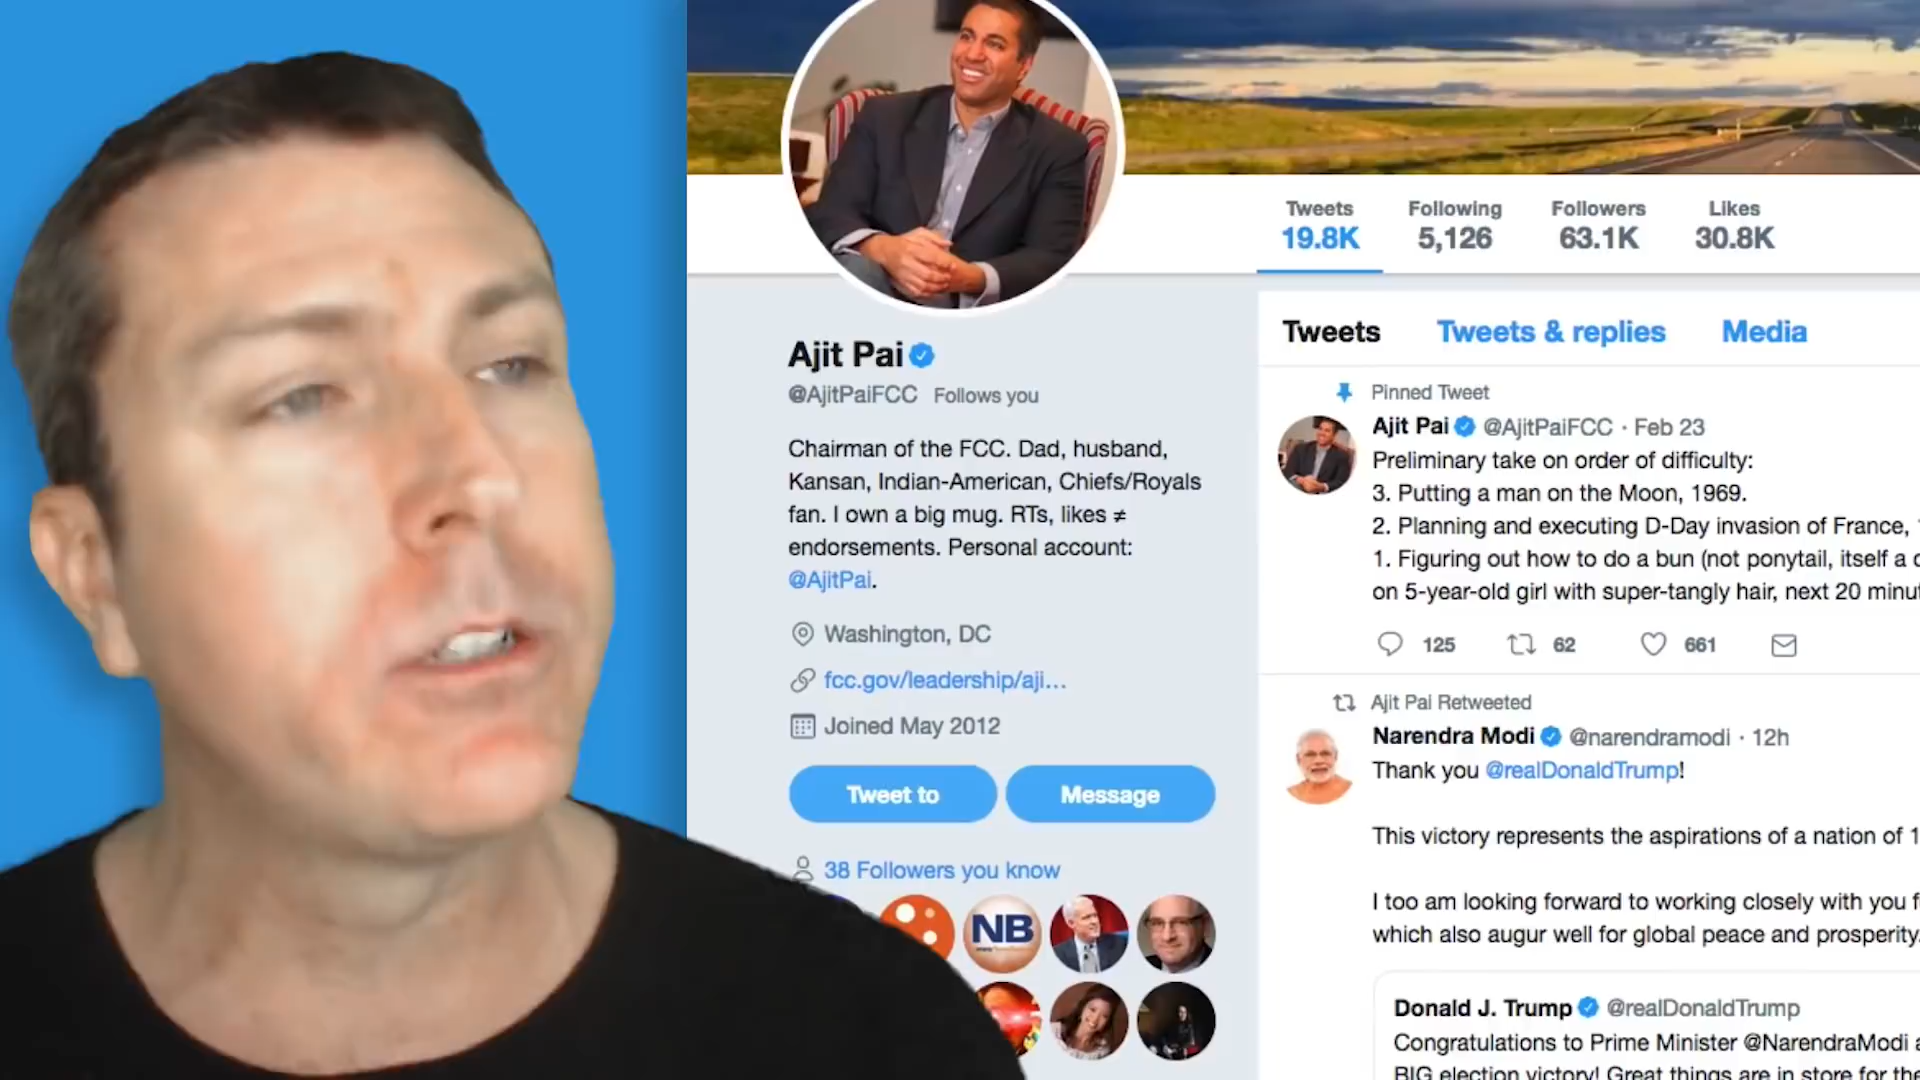 Tweets
19.8K
Following
5,126
Followers
63.1K
Likes
30.8K
Ajit Pai
@AjitPaiFCC Follows you
Chairman of the FCC. Dad, husband,
Kansan, Indian-American, Chiefs/Royals
fan. I own a big mug. RTs, likes ≠
endorsements. Personal account:
@AjitPai.
Washington, DC
fcc.gov/leadership/aji...
Joined May 2012
Tweet to
Message
38 Followers you know
NB
Tweets
Tweets & replies
Media
Pinned Tweet
Ajit Pai @AjitPaiFCC · Feb 23
Preliminary take on order of difficulty:
3. Putting a man on the Moon, 1969.
2. Planning and executing D-Day invasion of France,
1. Figuring out how to do a bun (not ponytail, itself a
on 5-year-old girl with super-tangly hair, next 20
125
62
661
Ajit Pai Retweeted
Narendra Modi @narendramodi · 12h
Thank you @realDonaldTrump!
This victory represents the aspirations of a nation of
I too am looking forward to working closely with you
which also augur well for global peace and prosperity.
Donald J. Trump @realDonaldTrump
Congratulations to Prime Minister @NarendraModi
BIG election victory! Great things are in store for the